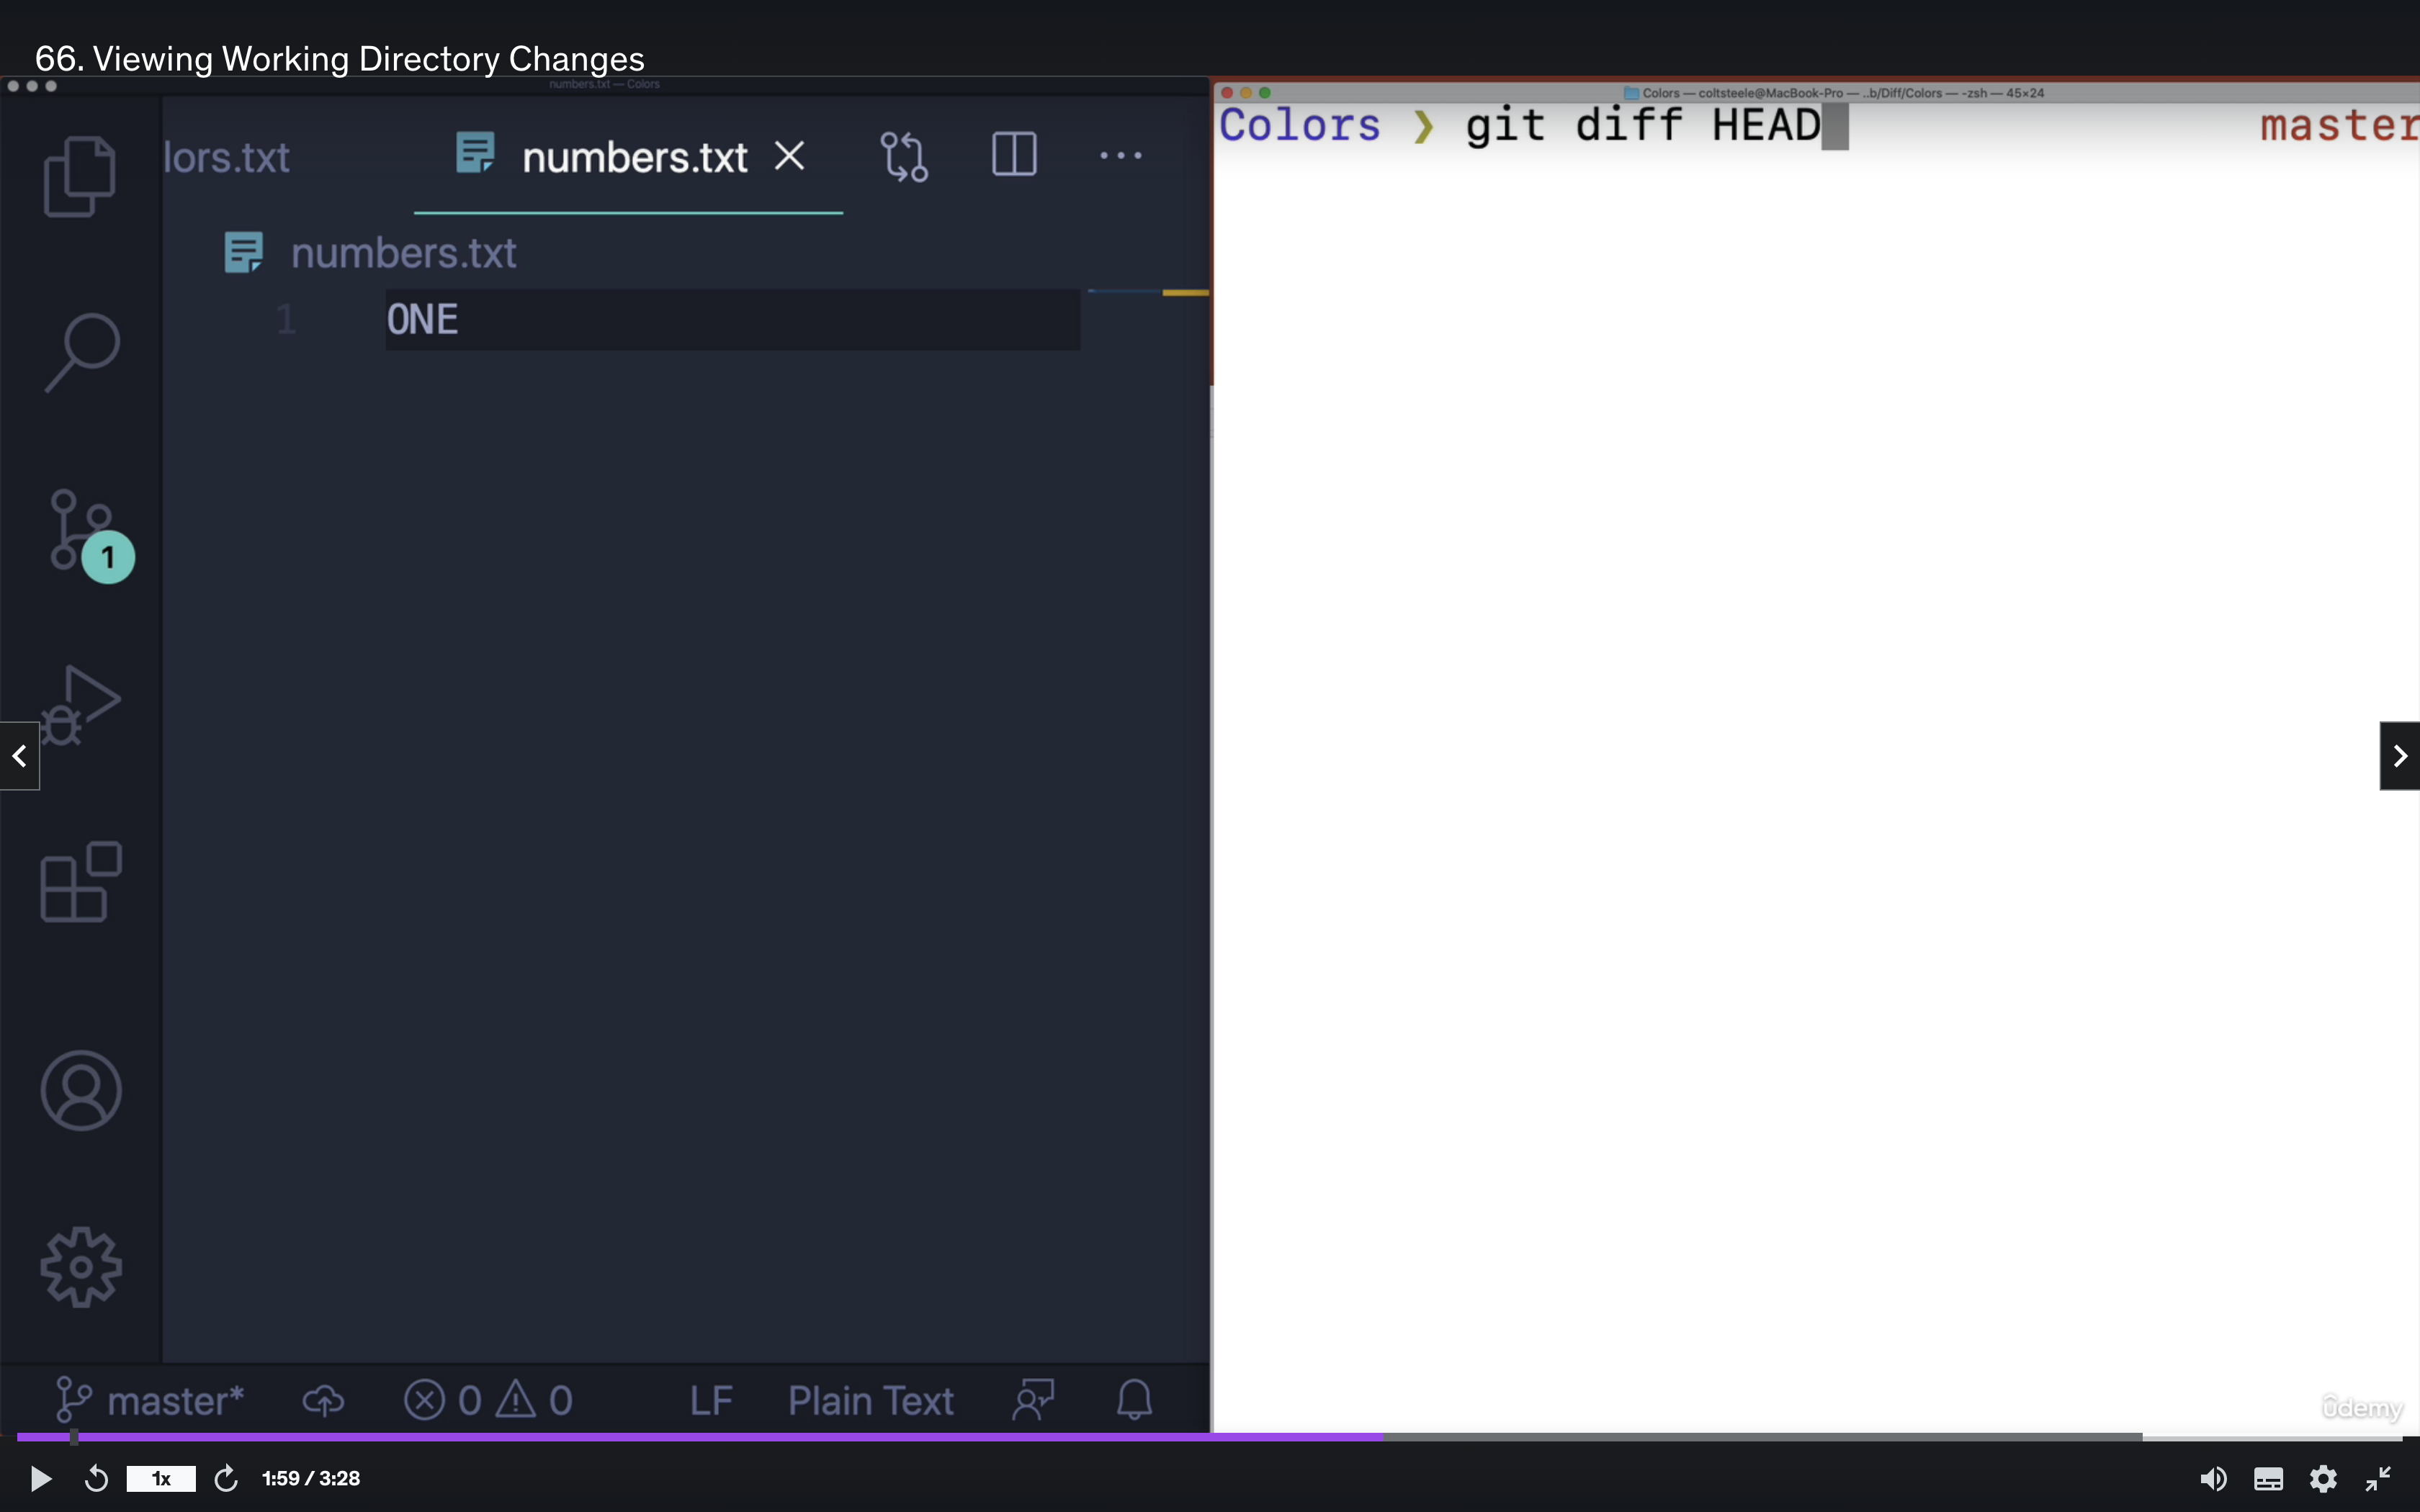 66. Viewing Working Directory Changes
numbers.txt — Colors
lors.txt
numbers.txt
numbers.txt
1 ONE
1
master*
0 0
LF
Plain Text
Colors — coltsteele@MacBook-Pro — ..b/Diff/Colors — -zsh — 45×24
Colors ❯ git diff HEAD
master
ûdemy
1x
1:59 / 3:28